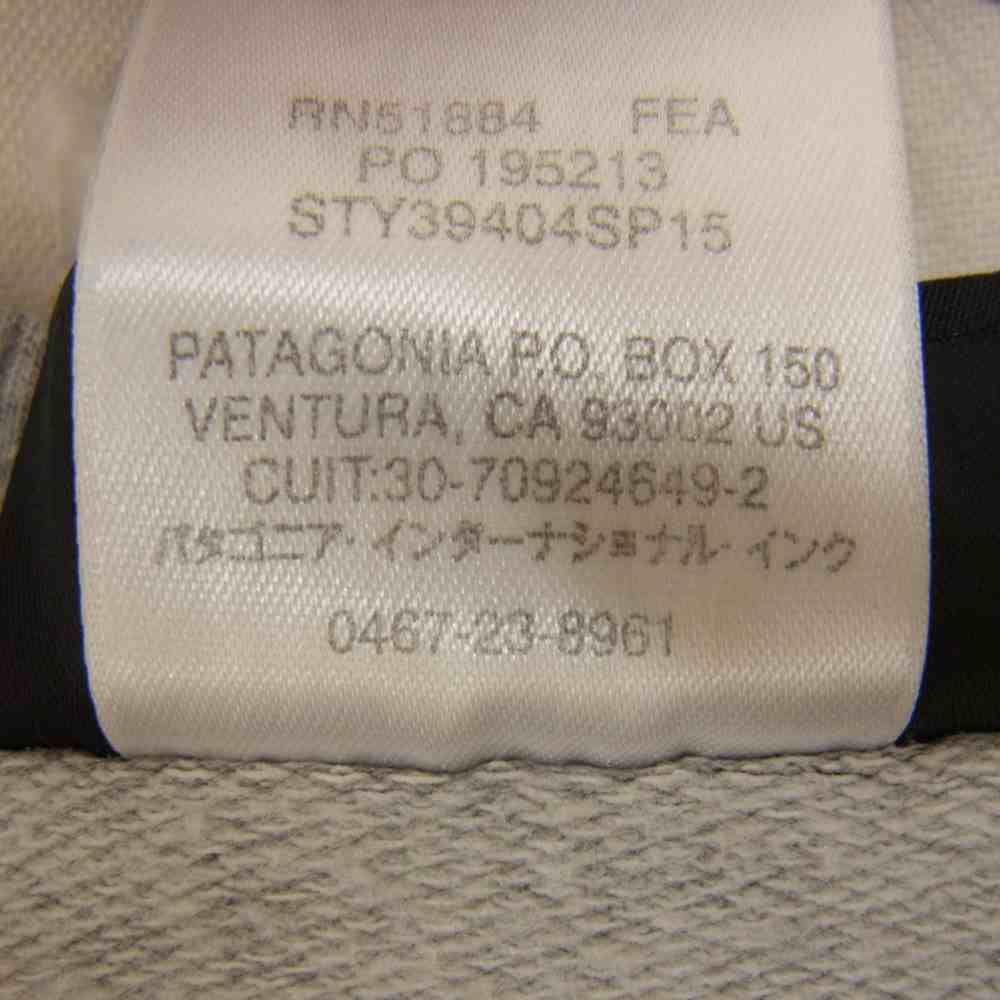 RN51884 FEA
PO 195213
STY39404SP15
PATAGONIA P.O. BOX 150
VENTURA, CA 93002 US
CUIT:30-70924649-2
パタゴニア・インターナショナル・インク
0467-23-8961